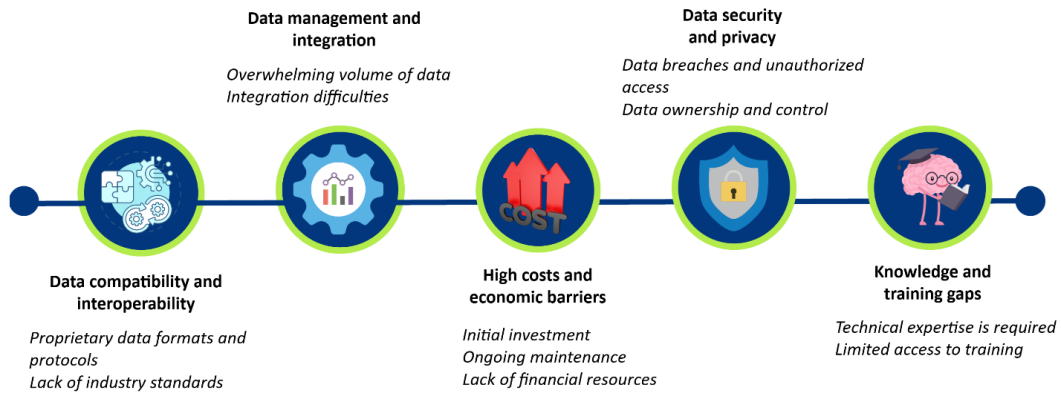 Data management and
integration
Overwhelming volume of data
Integration difficulties
Data security
and privacy
Data breaches and unauthorized
access
Data ownership and control
COST
Data compatibility and
interoperability
Proprietary data formats and
protocols
Lack of industry standards
High costs and
economic barriers
Initial investment
Ongoing maintenance
Lack of financial resources
Knowledge and
training gaps
Technical expertise is required
Limited access to training